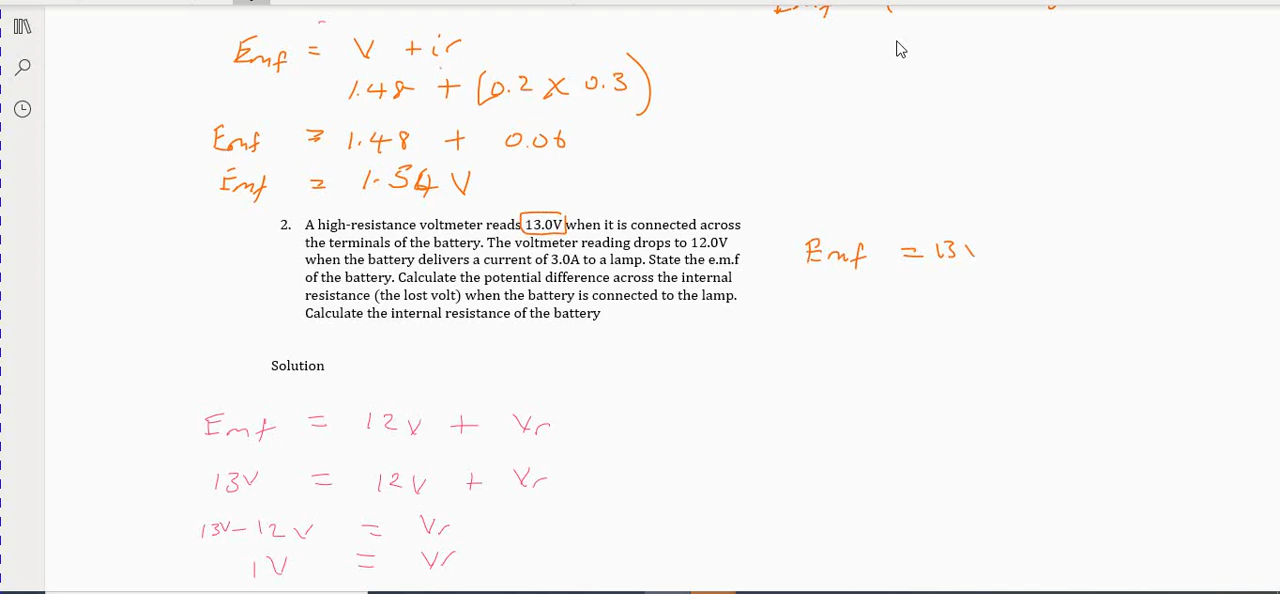 Emf = V + ir
1.48 + (0.2 x 0.3)
Emf = 1.48 + 0.06
Emf = 1.54 V
2. A high-resistance voltmeter reads 13.0V when it is connected across
the terminals of the battery. The voltmeter reading drops to 12.0V
when the battery delivers a current of 3.0A to a lamp. State the e.m.f
of the battery. Calculate the potential difference across the internal
resistance (the lost volt) when the battery is connected to the lamp.
Calculate the internal resistance of the battery
Emf = 13\
Solution
Emf = 12V + Vr
13V = 12V + Vr
13V - 12V = Vr
1V = Vr